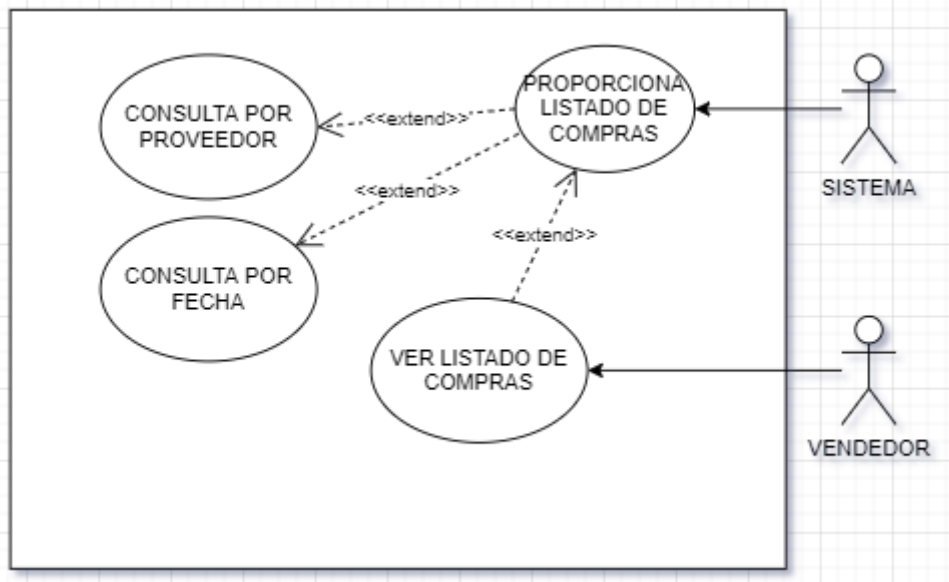 CONSULTA POR
PROVEEDOR
<<extend>>
PROPORCIONA
LISTADO DE
COMPRAS
SISTEMA
<<extend>>
CONSULTA POR
FECHA
<<extend>>
VER LISTADO DE
COMPRAS
VENDEDOR